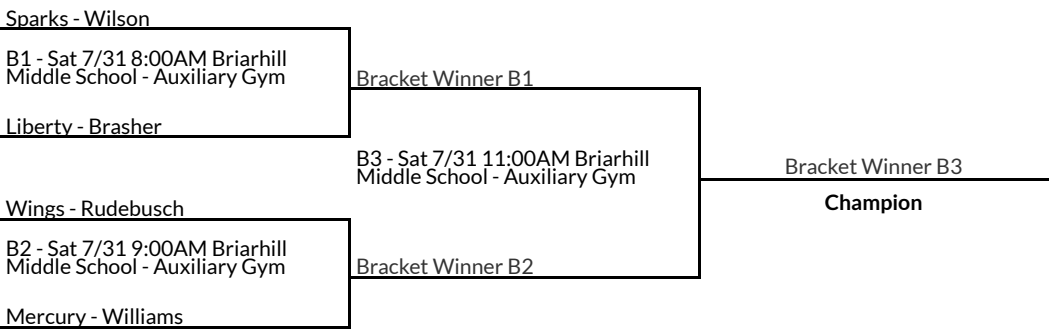 Sparks - Wilson
B1 - Sat 7/31 8:00AM Briarhill
Middle School - Auxiliary Gym
Bracket Winner B1
Liberty - Brasher
B3 - Sat 7/31 11:00AM Briarhill
Middle School - Auxiliary Gym
Bracket Winner B3
Champion
Wings - Rudebusch
B2 - Sat 7/31 9:00AM Briarhill
Middle School - Auxiliary Gym
Bracket Winner B2
Mercury - Williams